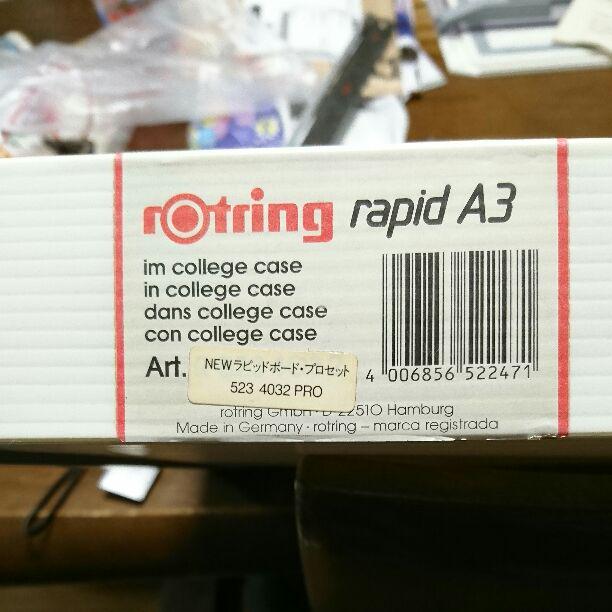 rotring rapid A3
im college case
in college case
dans college case
con college case
Art.
NEWラピッドボード・プロセット
523 4032 PRO
4 006856 522471
rotring GmbH · D-22510 Hamburg
Made in Germany · rotring – marca registrada